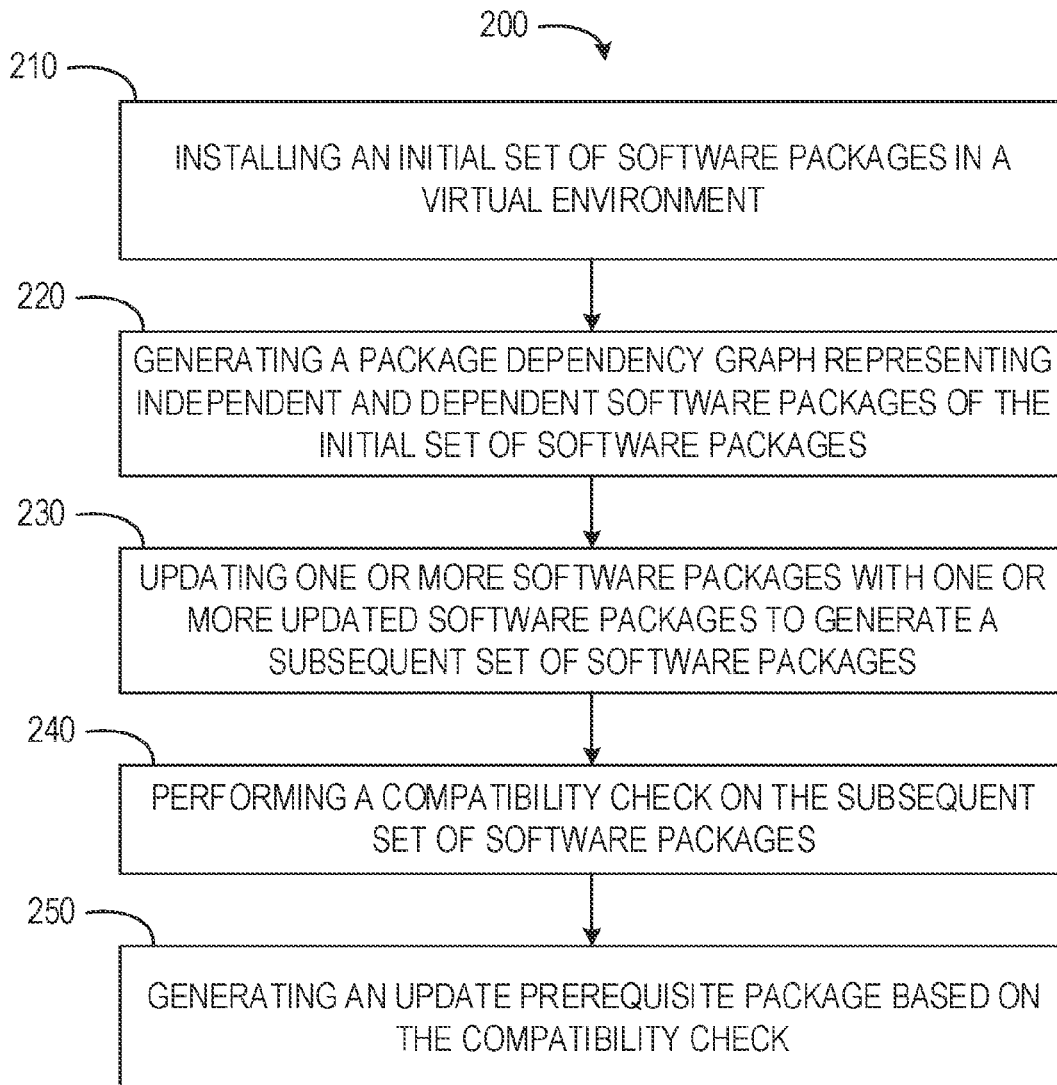 200
210
INSTALLING AN INITIAL SET OF SOFTWARE PACKAGES IN A
VIRTUAL ENVIRONMENT
220
GENERATING A PACKAGE DEPENDENCY GRAPH REPRESENTING
INDEPENDENT AND DEPENDENT SOFTWARE PACKAGES OF THE
INITIAL SET OF SOFTWARE PACKAGES
230
UPDATING ONE OR MORE SOFTWARE PACKAGES WITH ONE OR
MORE UPDATED SOFTWARE PACKAGES TO GENERATE A
SUBSEQUENT SET OF SOFTWARE PACKAGES
240
PERFORMING A COMPATIBILITY CHECK ON THE SUBSEQUENT
SET OF SOFTWARE PACKAGES
250
GENERATING AN UPDATE PREREQUISITE PACKAGE BASED ON
THE COMPATIBILITY CHECK